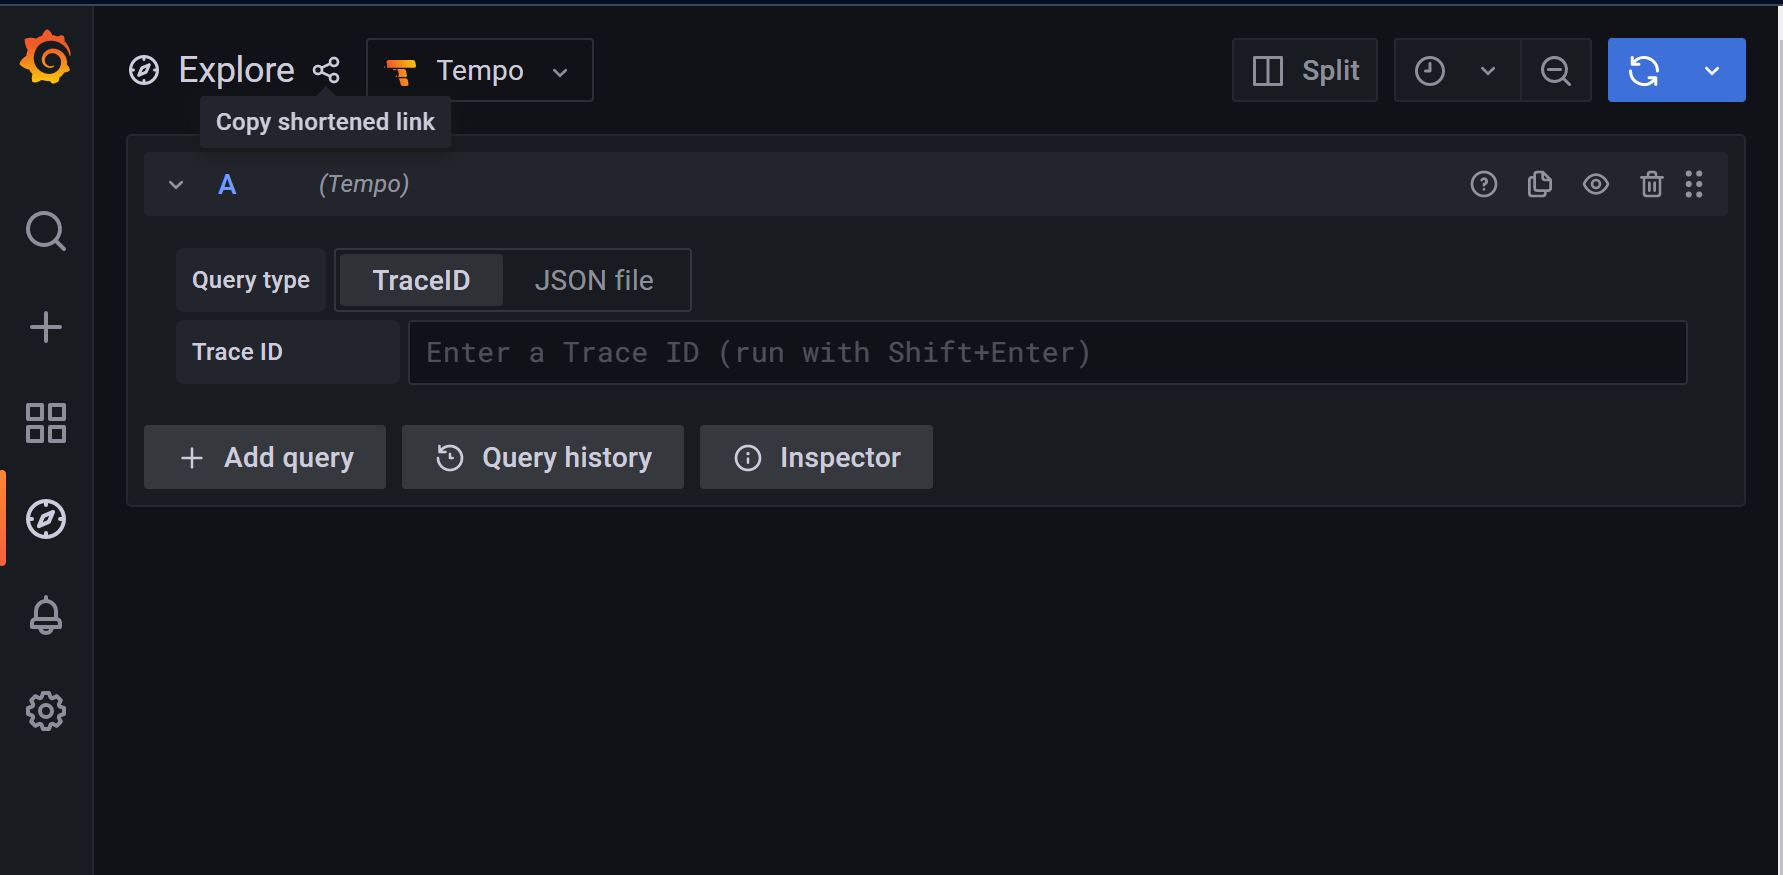 Explore
Tempo
Split
Copy shortened link
A
(Tempo)
Query type
TraceID
JSON file
Trace ID
Enter a Trace ID (run with Shift+Enter)
Add query
Query history
Inspector